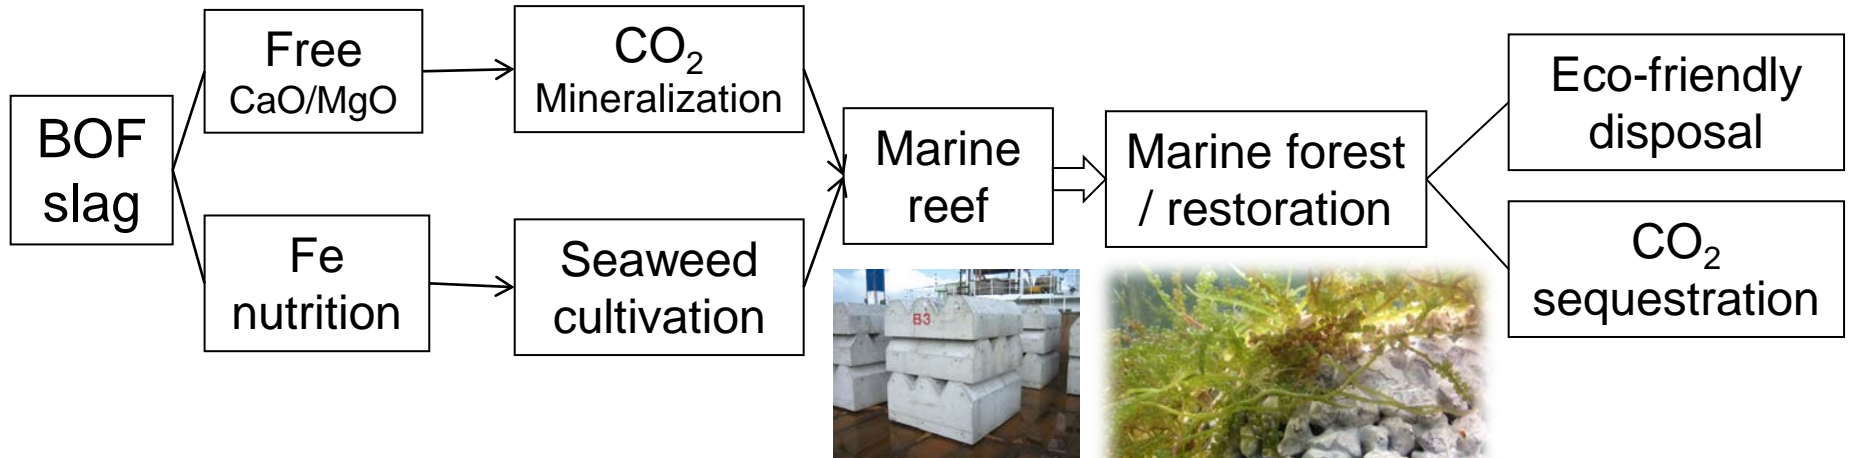 BOF
slag
Free
CaO/MgO
Fe
nutrition
CO₂
Mineralization
Seaweed
cultivation
Marine
reef
B3
Marine forest
/ restoration
Eco-friendly
disposal
CO₂
sequestration